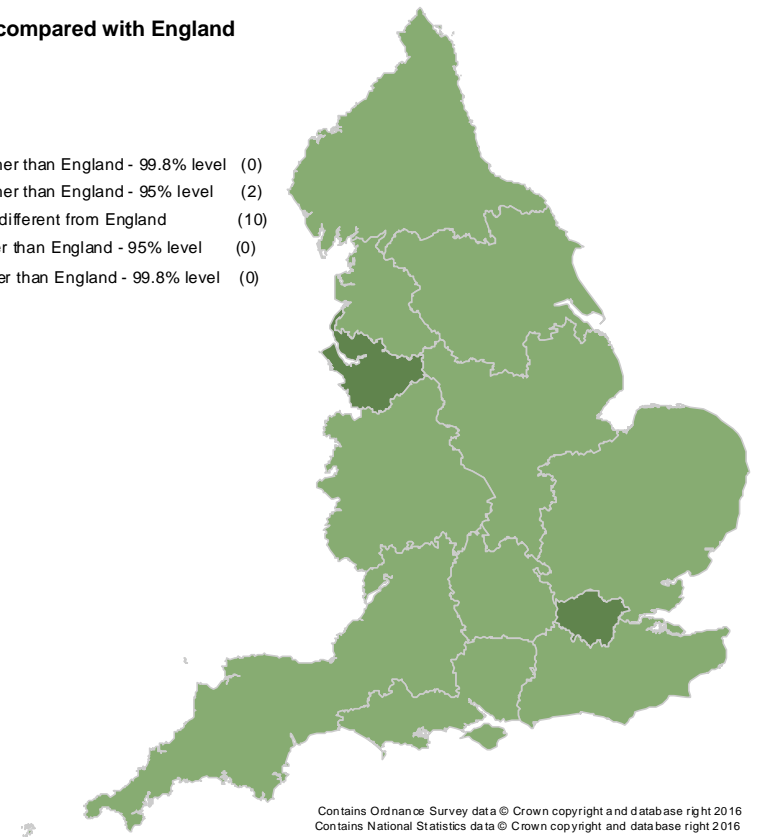 compared with England
her than England - 99.8% level (0)
her than England - 95% level (2)
different from England (10)
er than England - 95% level (0)
er than England - 99.8% level (0)
Contains Ordnance Survey data © Crown copyright and database right 2016
Contains National Statistics data © Crown copyright and database right 2016